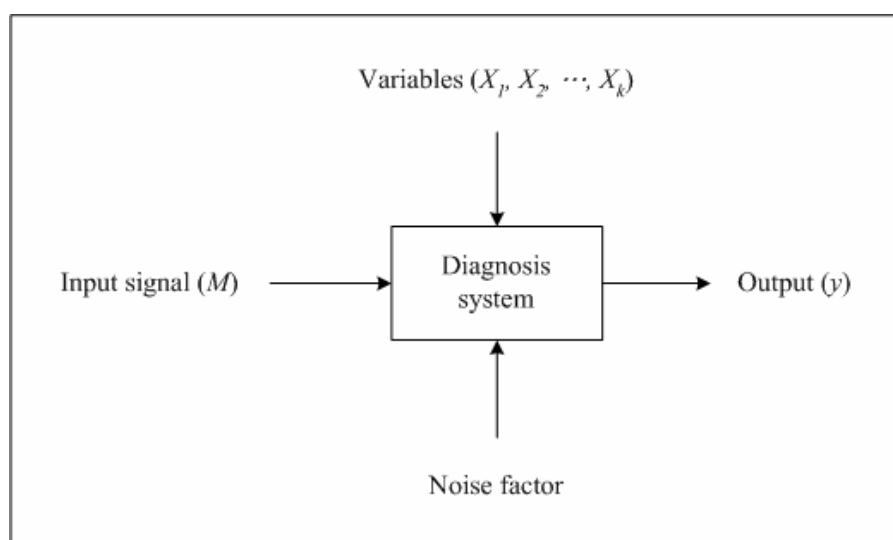 Variables (X₁, X₂, ···, Xₖ)
Input signal (M)
Diagnosis
system
Output (y)
Noise factor